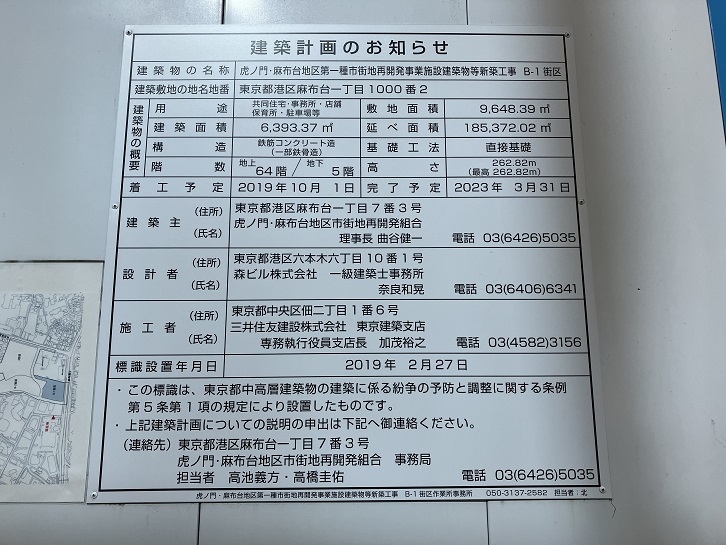 建築計画のお知らせ
建築物の名称 虎ノ門・麻布台地区第一種市街地再開発事業施設建築物等新築工事 B-1街区
建築敷地の地名地番 東京都港区麻布台一丁目1000番2
建築物の概要
用途 共同住宅・事務所・店舗 保育所・駐車場等 敷地面積 9,648.39㎡
建築面積 6,393.37㎡ 延べ面積 185,372.02㎡
構造 鉄筋コンクリート造 (一部鉄骨造) 基礎工法 直接基礎
階数 地上 64階/地下 5階 高さ 262.82m (最高 262.82m)
着工予定 2019年10月 1日 完了予定 2023年 3月31日
建築主 (住所) 東京都港区麻布台一丁目7番3号
(氏名) 虎ノ門・麻布台地区市街地再開発組合
理事長 曲谷健一 電話 03(6426)5035
設計者 (住所) 東京都港区六本木六丁目10番1号
(氏名) 森ビル株式会社 一級建築士事務所
奈良和晃 電話 03(6406)6341
施工者 (住所) 東京都中央区佃二丁目1番6号
(氏名) 三井住友建設株式会社 東京建築支店
専務執行役員支店長 加茂裕之 電話 03(4582)3156
標識設置年月日 2019年 2月27日
・この標識は、東京都中高層建築物の建築に係る紛争の予防と調整に関する条例
第5条第1項の規定により設置したものです。
・上記建築計画についての説明の申出は下記へ御連絡ください。
(連絡先) 東京都港区麻布台一丁目7番3号
虎ノ門・麻布台地区市街地再開発組合 事務局
担当者 高池義方・高橋圭佑 電話 03(6426)5035
虎ノ門・麻布台地区第一種市街地再開発事業施設建築物等新築工事 B-1街区作業所事務所 050-3137-2582 担当者:北